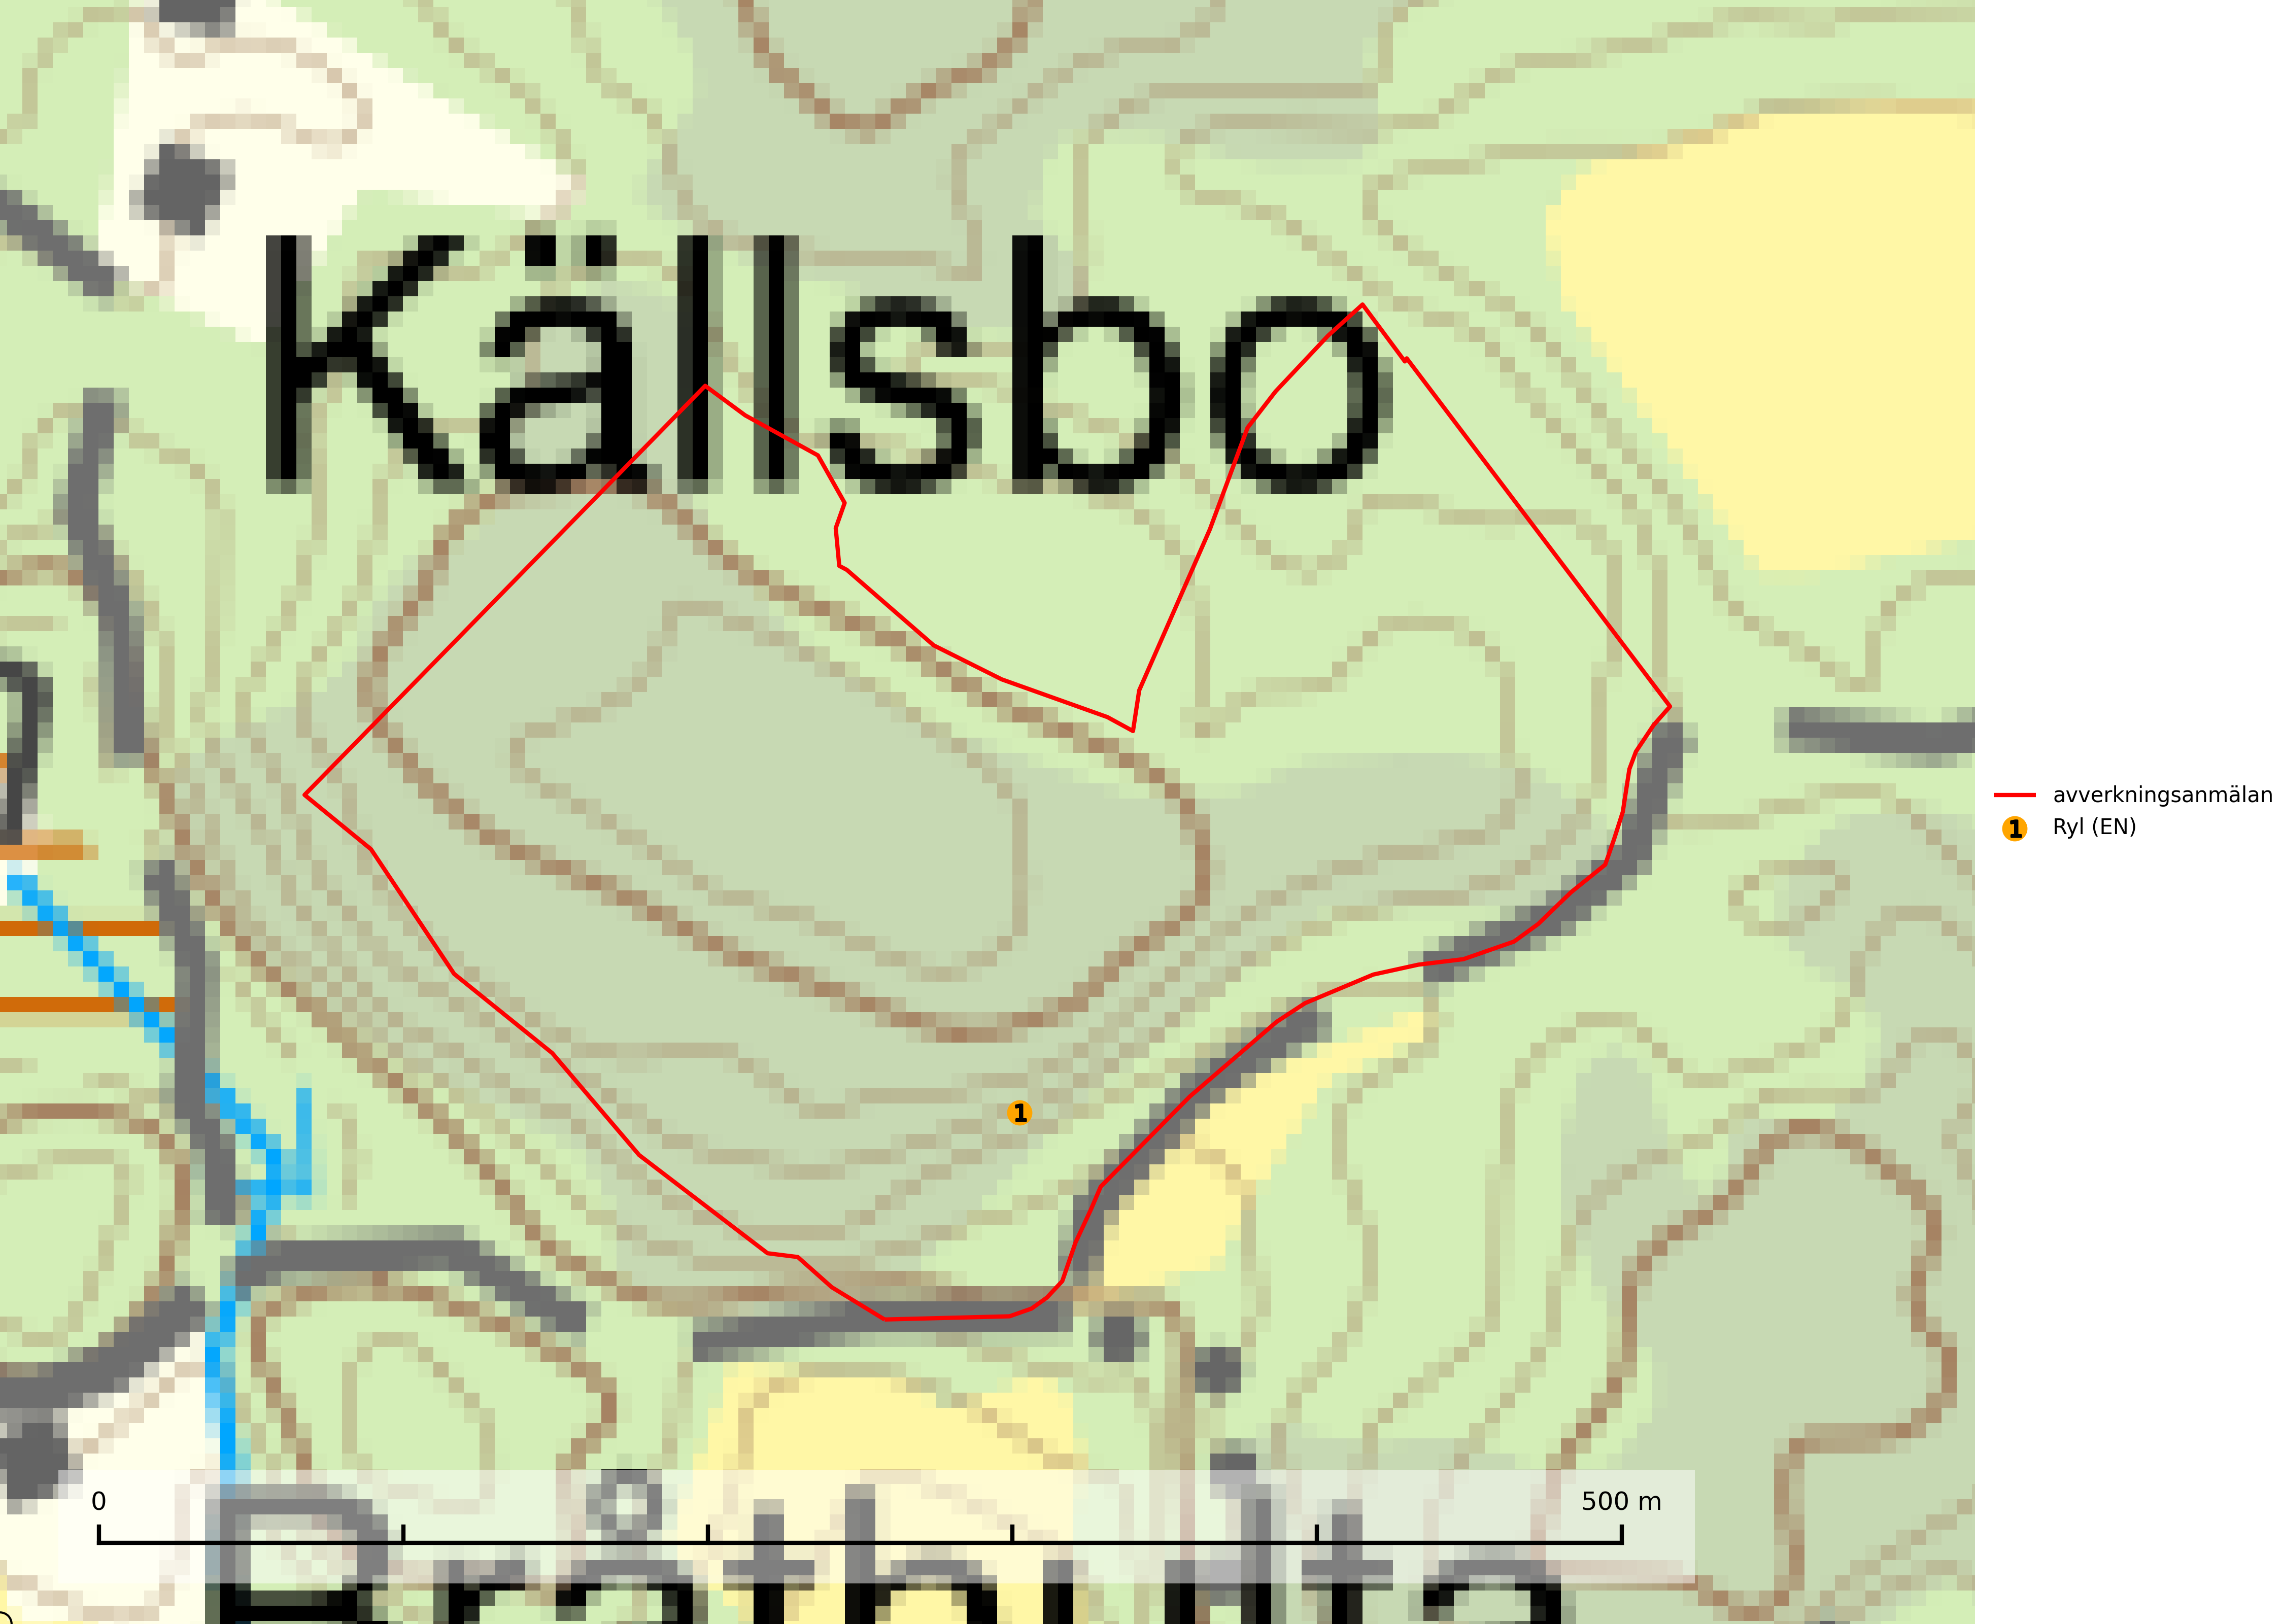 Källsbo
1
avverkningsanmälan
1 Ryl (EN)
0 500 m